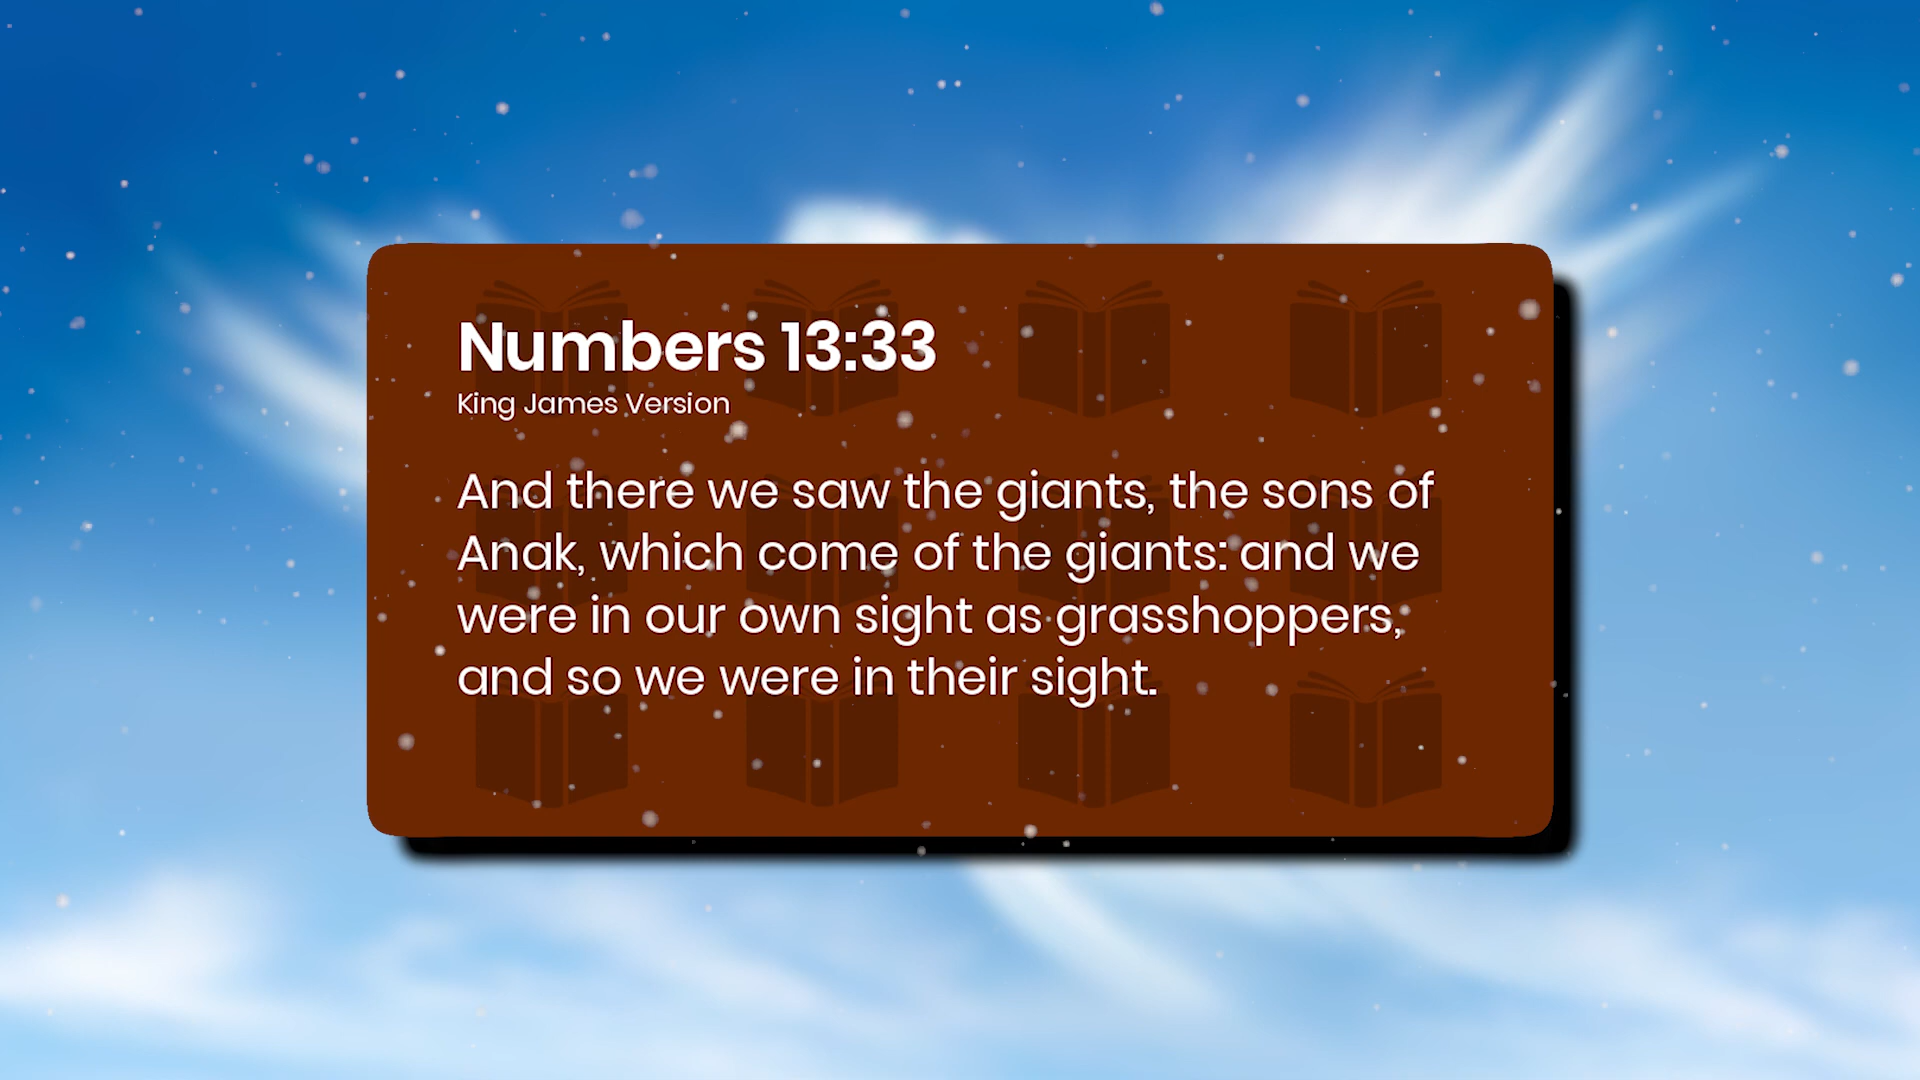 Numbers 13:33
King James Version
And there we saw the giants, the sons of
Anak, which come of the giants: and we
were in our own sight as grasshoppers,
and so we were in their sight.